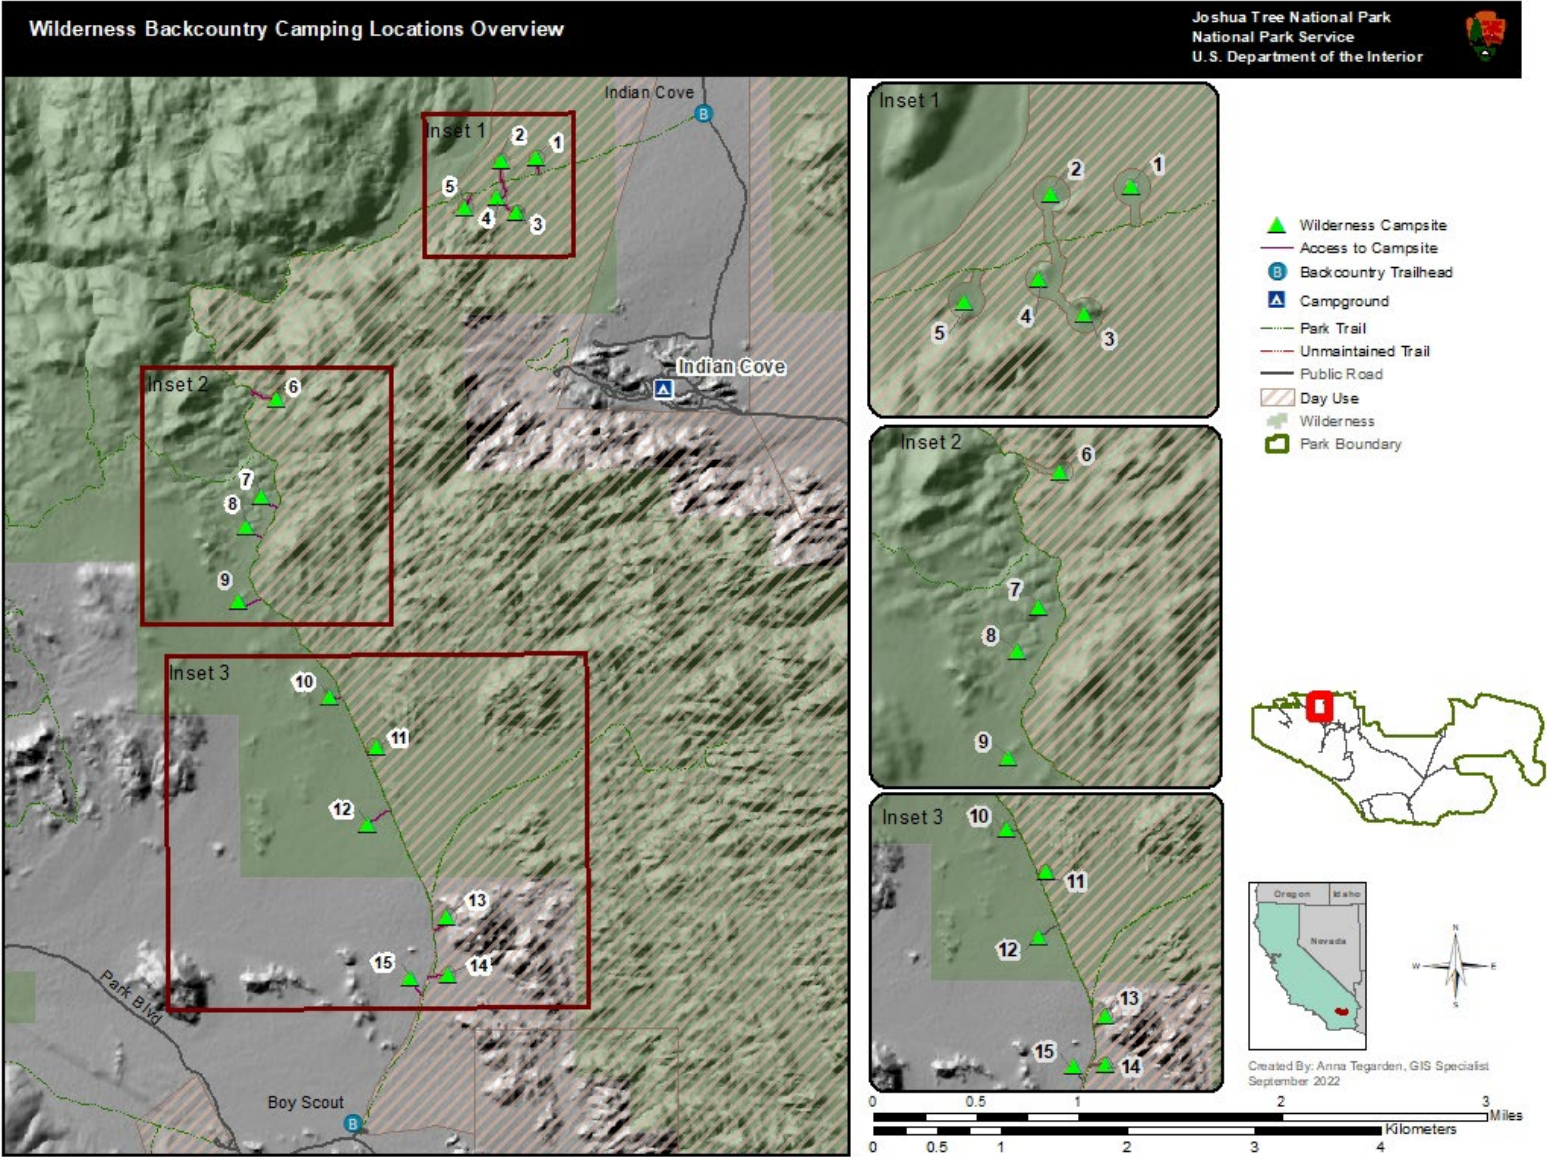 Wilderness Backcountry Camping Locations Overview
Joshua Tree National Park
National Park Service
U.S. Department of the Interior
Indian Cove
B
Inset 1
2
1
5
4
3
Indian Cove
Inset 2
6
7
8
9
Inset 3
10
11
12
13
15
14
Park Blvd
Boy Scout
B
Inset 1
2
1
5
4
3
Inset 2
6
7
8
9
Inset 3
10
11
12
13
15
14
Wilderness Campsite
Access to Campsite
B Backcountry Trailhead
Campground
Park Trail
Unmaintained Trail
Public Road
Day Use
Wilderness
Park Boundary
Oregon
Idaho
Nevada
N
W
E
S
Created By: Anna Tegarden, GIS Specialist
September 2022
0 0.5 1 2 3
Miles
Kilometers
0 0.5 1 2 3 4